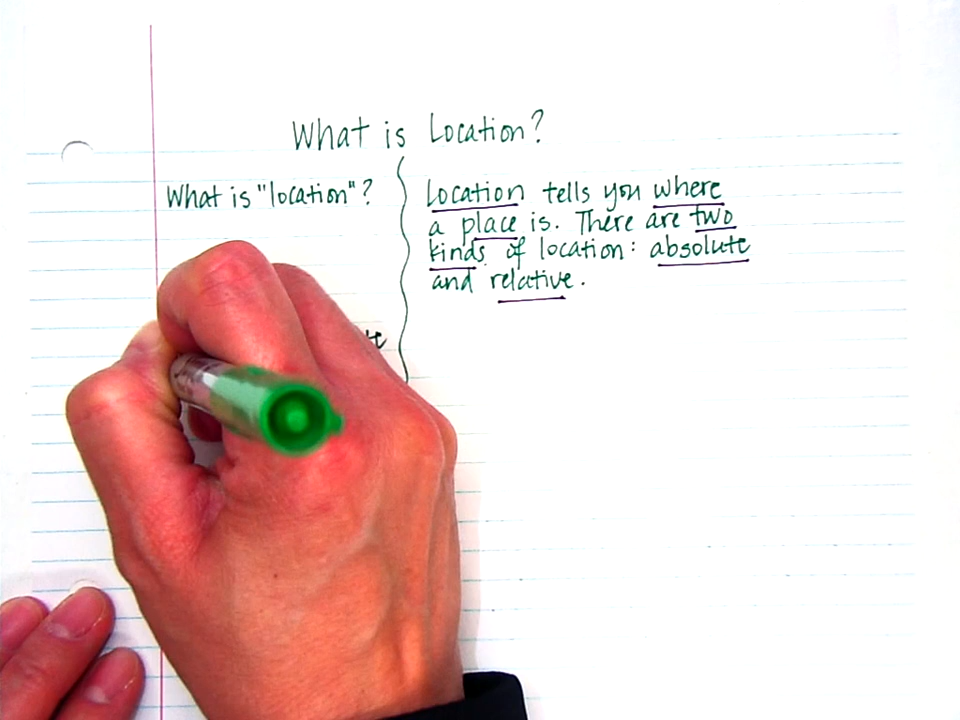 What is Location?
What is "location"?
Location tells you where
a place is. There are two
kinds of location: absolute
and relative.